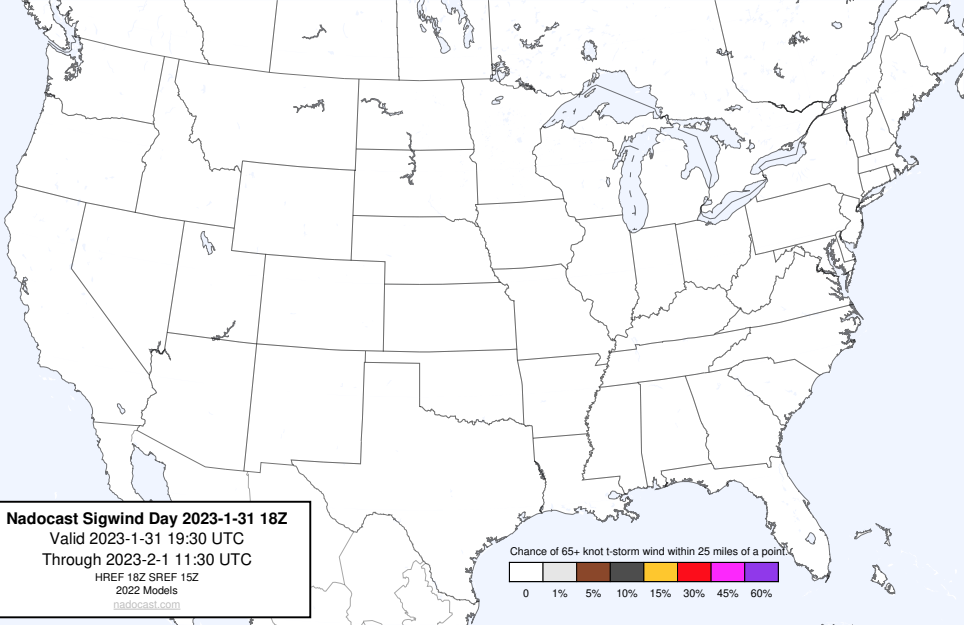 Nadocast Sigwind Day 2023-1-31 18Z
Valid 2023-1-31 19:30 UTC
Through 2023-2-1 11:30 UTC
HREF 18Z SREF 15Z
2022 Models
nadocast.com
Chance of 65+ knot t-storm wind within 25 miles of a point.
0 1% 5% 10% 15% 30% 45% 60%